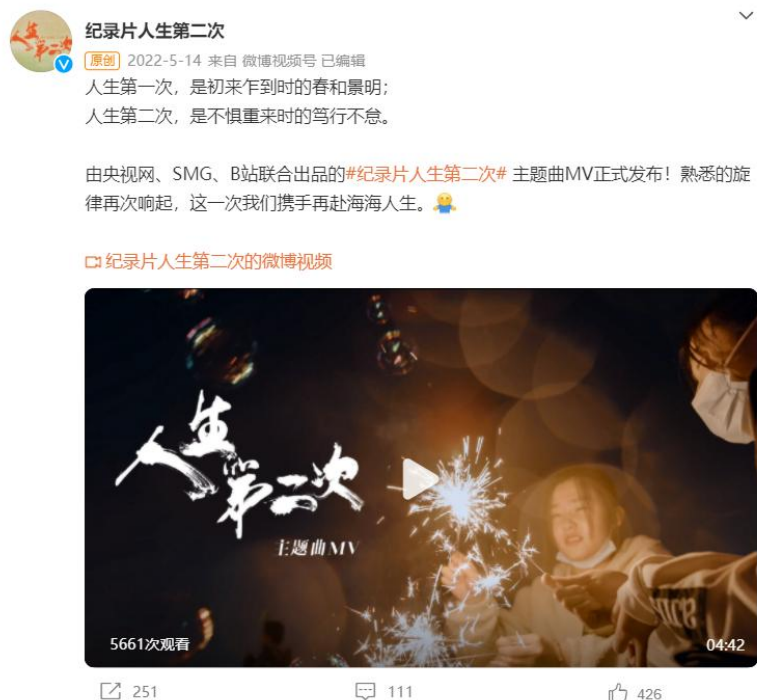 人生第二次
纪录片人生第二次
原创 2022-5-14 来自 微博视频号 已编辑
人生第一次，是初来乍到时的春和景明；
人生第二次，是不惧重来时的笃行不怠。
由央视网、SMG、B站联合出品的#纪录片人生第二次# 主题曲MV正式发布！熟悉的旋
律再次响起，这一次我们携手再赴海海人生。
纪录片人生第二次的微博视频
人生第二次
主题曲MV
5661次观看
04:42
251
111
426